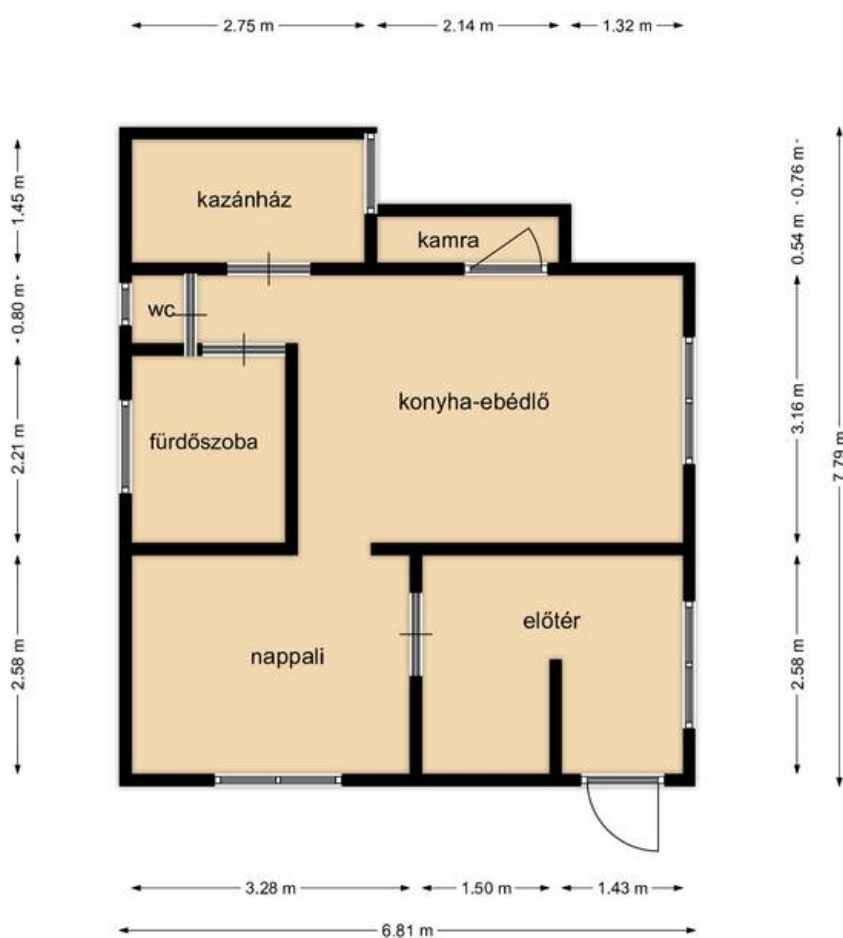 2.75 m
2.14 m
1.32 m
kazánház
kamra
wc
konyha-ebédlő
fürdőszoba
előtér
nappali
1.45 m
0.80 m
2.21 m
2.58 m
0.76 m
0.54 m
3.16 m
2.58 m
7.79 m
3.28 m
1.50 m
1.43 m
6.81 m